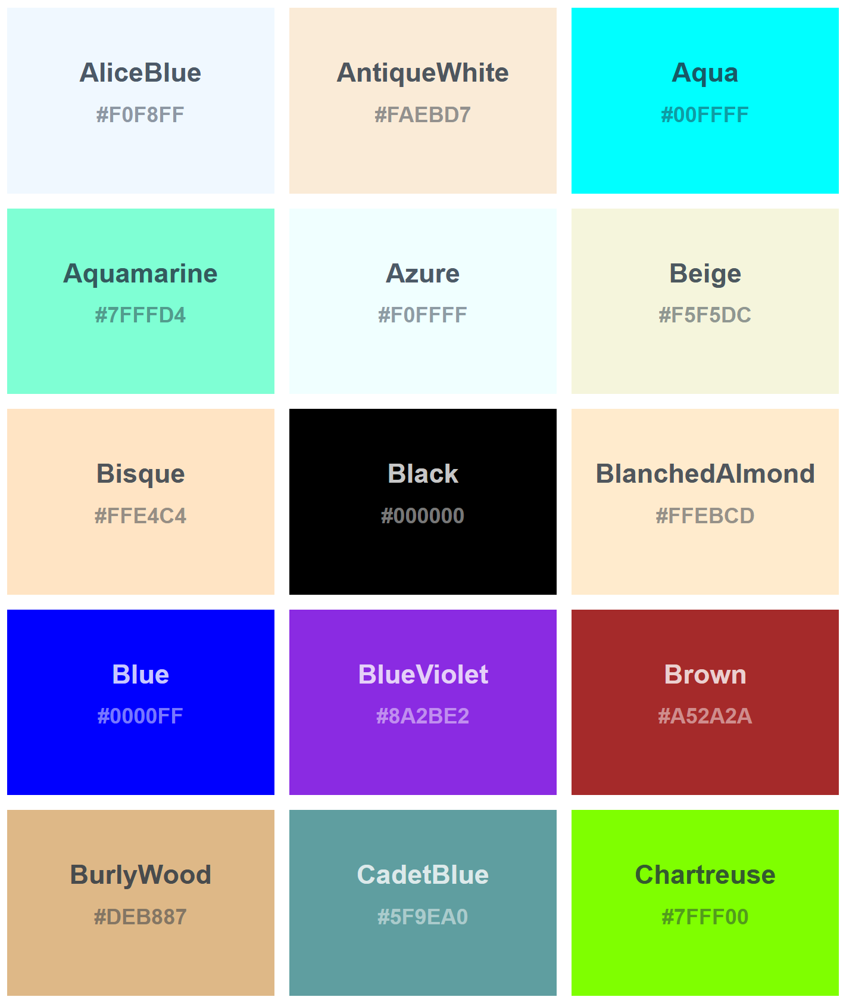 AliceBlue
#F0F8FF
AntiqueWhite
#FAEBD7
Aqua
#00FFFF
Aquamarine
#7FFFD4
Azure
#F0FFFF
Beige
#F5F5DC
Bisque
#FFE4C4
Black
#000000
BlanchedAlmond
#FFEBCD
Blue
#0000FF
BlueViolet
#8A2BE2
Brown
#A52A2A
BurlyWood
#DEB887
CadetBlue
#5F9EA0
Chartreuse
#7FFF00